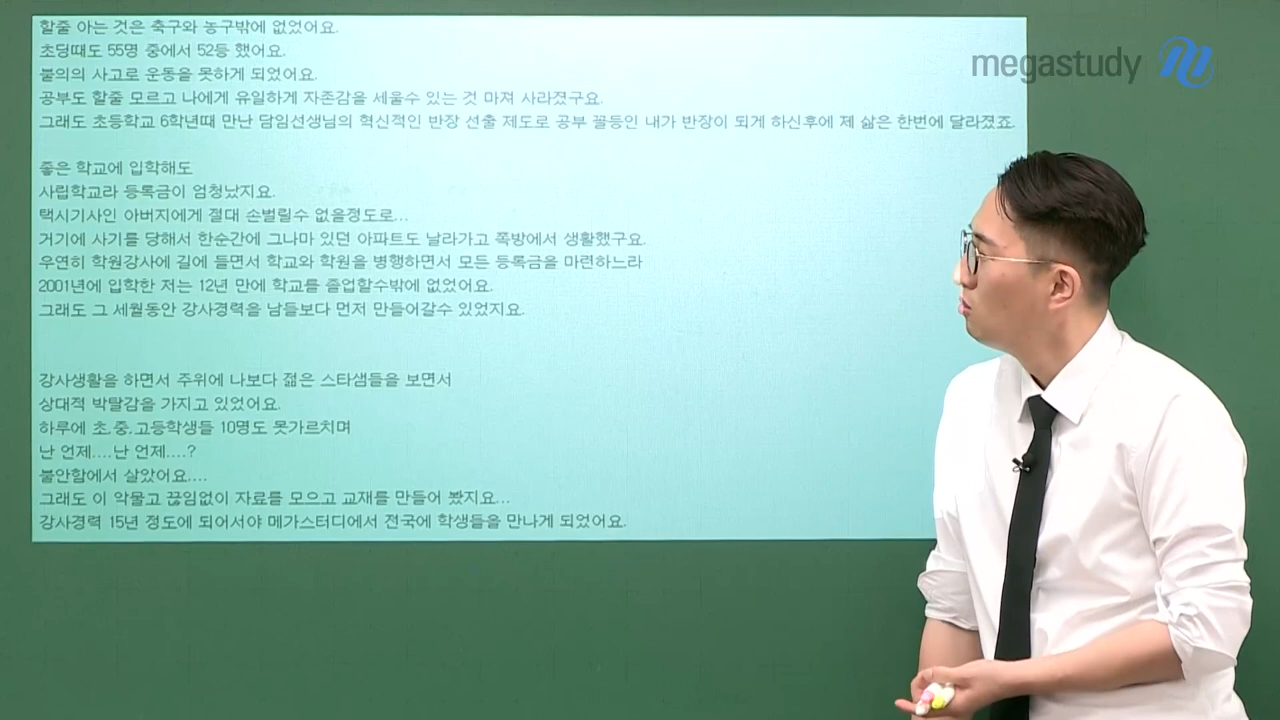 할줄 아는 것은 축구와 농구밖에 없었어요.
초딩때도 55명 중에서 52등 했어요.
불의의 사고로 운동을 못하게 되었어요.
공부도 할줄 모르고 나에게 유일하게 자존감을 세울수 있는 것 마져 사라졌구요.
그래도 초등학교 6학년때 만난 담임선생님의 혁신적인 반장 선출 제도로 공부 꼴등인 내가 반장이 되게 하신후에 제 삶은 한번에 달라졌죠.
좋은 학교에 입학해도
사립학교라 등록금이 엄청났지요.
택시기사인 아버지에게 절대 손벌릴수 없을정도로...
거기에 사기를 당해서 한순간에 그나마 있던 아파트도 날라가고 쪽방에서 생활했구요.
우연히 학원강사에 길에 들면서 학교와 학원을 병행하면서 모든 등록금을 마련하느라
2001년에 입학한 저는 12년 만에 학교를 졸업할수밖에 없었어요.
그래도 그 세월동안 강사경력을 남들보다 먼저 만들어갈수 있었지요.
강사생활을 하면서 주위에 나보다 젊은 스타샘들을 보면서
상대적 박탈감을 가지고 있었어요.
하루에 초.중.고등학생들 10명도 못가르치며
난 언제....난 언제....?
불안함에서 살았어요....
그래도 이 악물고 끊임없이 자료를 모으고 교재를 만들어 봤지요...
강사경력 15년 정도에 되어서야 메가스터디에서 전국에 학생들을 만나게 되었어요.
megastudy